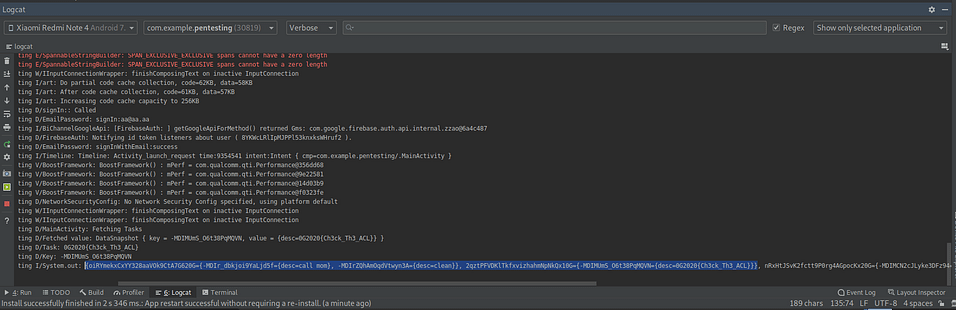 Logcat
Xiaomi Redmi Note 4 Android 7. com.example.pentesting (30819) Verbose Regex Show only selected application
logcat
ting E/SpannableStringBuilder: SPAN_EXCLUSIVE_EXCLUSIVE spans cannot have a zero length
ting E/SpannableStringBuilder: SPAN_EXCLUSIVE_EXCLUSIVE spans cannot have a zero length
ting W/IInputConnectionWrapper: finishComposingText on inactive InputConnection
ting I/art: Do partial code cache collection, code=62KB, data=58KB
ting I/art: After code cache collection, code=61KB, data=57KB
ting I/art: Increasing code cache capacity to 256KB
ting D/signIn:: Called
ting D/EmailPassword: signIn:aa@aa.aa
ting I/BiChannelGoogleApi: [FirebaseAuth: ] getGoogleApiForMethod() returned Gms: com.google.firebase.auth.api.internal.zzao@6a4c487
ting D/FirebaseAuth: Notifying id token listeners about user ( 8YKWcLRlIpMJPPl53knxksWHruf2 ).
ting D/EmailPassword: signInWithEmail:success
ting I/Timeline: Timeline: Activity_launch_request time:9354541 intent:Intent { cmp=com.example.pentesting/.MainActivity }
ting V/BoostFramework: BoostFramework() : mPerf = com.qualcomm.qti.Performance@356dd68
ting V/BoostFramework: BoostFramework() : mPerf = com.qualcomm.qti.Performance@9e22581
ting V/BoostFramework: BoostFramework() : mPerf = com.qualcomm.qti.Performance@14d03b9
ting V/BoostFramework: BoostFramework() : mPerf = com.qualcomm.qti.Performance@f0323fe
ting D/NetworkSecurityConfig: No Network Security Config specified, using platform default
ting W/IInputConnectionWrapper: finishComposingText on inactive InputConnection
ting W/IInputConnectionWrapper: finishComposingText on inactive InputConnection
ting D/MainActivity: Fetching Tasks
ting D/Fetched value: DataSnapshot { key = -MDIMUmS_O6t38PqMQVN, value = {desc=0G2020{Ch3ck_Th3_ACL}} }
ting D/Task: 0G2020{Ch3ck_Th3_ACL}
ting D/Key: -MDIMUmS_O6t38PqMQVN
ting I/System.out: {oiRYmekxCxYY32BaaVOk9CtA7G620G={-MDIr_dbkjoi9YaLjd5f={desc=call mom}, -MDIrZQhAmOqdVtwyn3A={desc=clean}}, 2qztPFVDKlTkfxvizhahmNpNkQx10G={-MDIMUmS_O6t38PqMQVN={desc=0G2020{Ch3ck_Th3_ACL}}}, nRxHtJSvK2fctt9P0rg4AGpocKx20G={-MDIMCN2cJLyke3DFz94
4: Run TODO Build Profiler 6: Logcat Terminal Event Log Layout Inspector
Install successfully finished in 2 s 346 ms.: App restart successful without requiring a re-install. (a minute ago) 189 chars 135:74 LF UTF-8 4 spaces